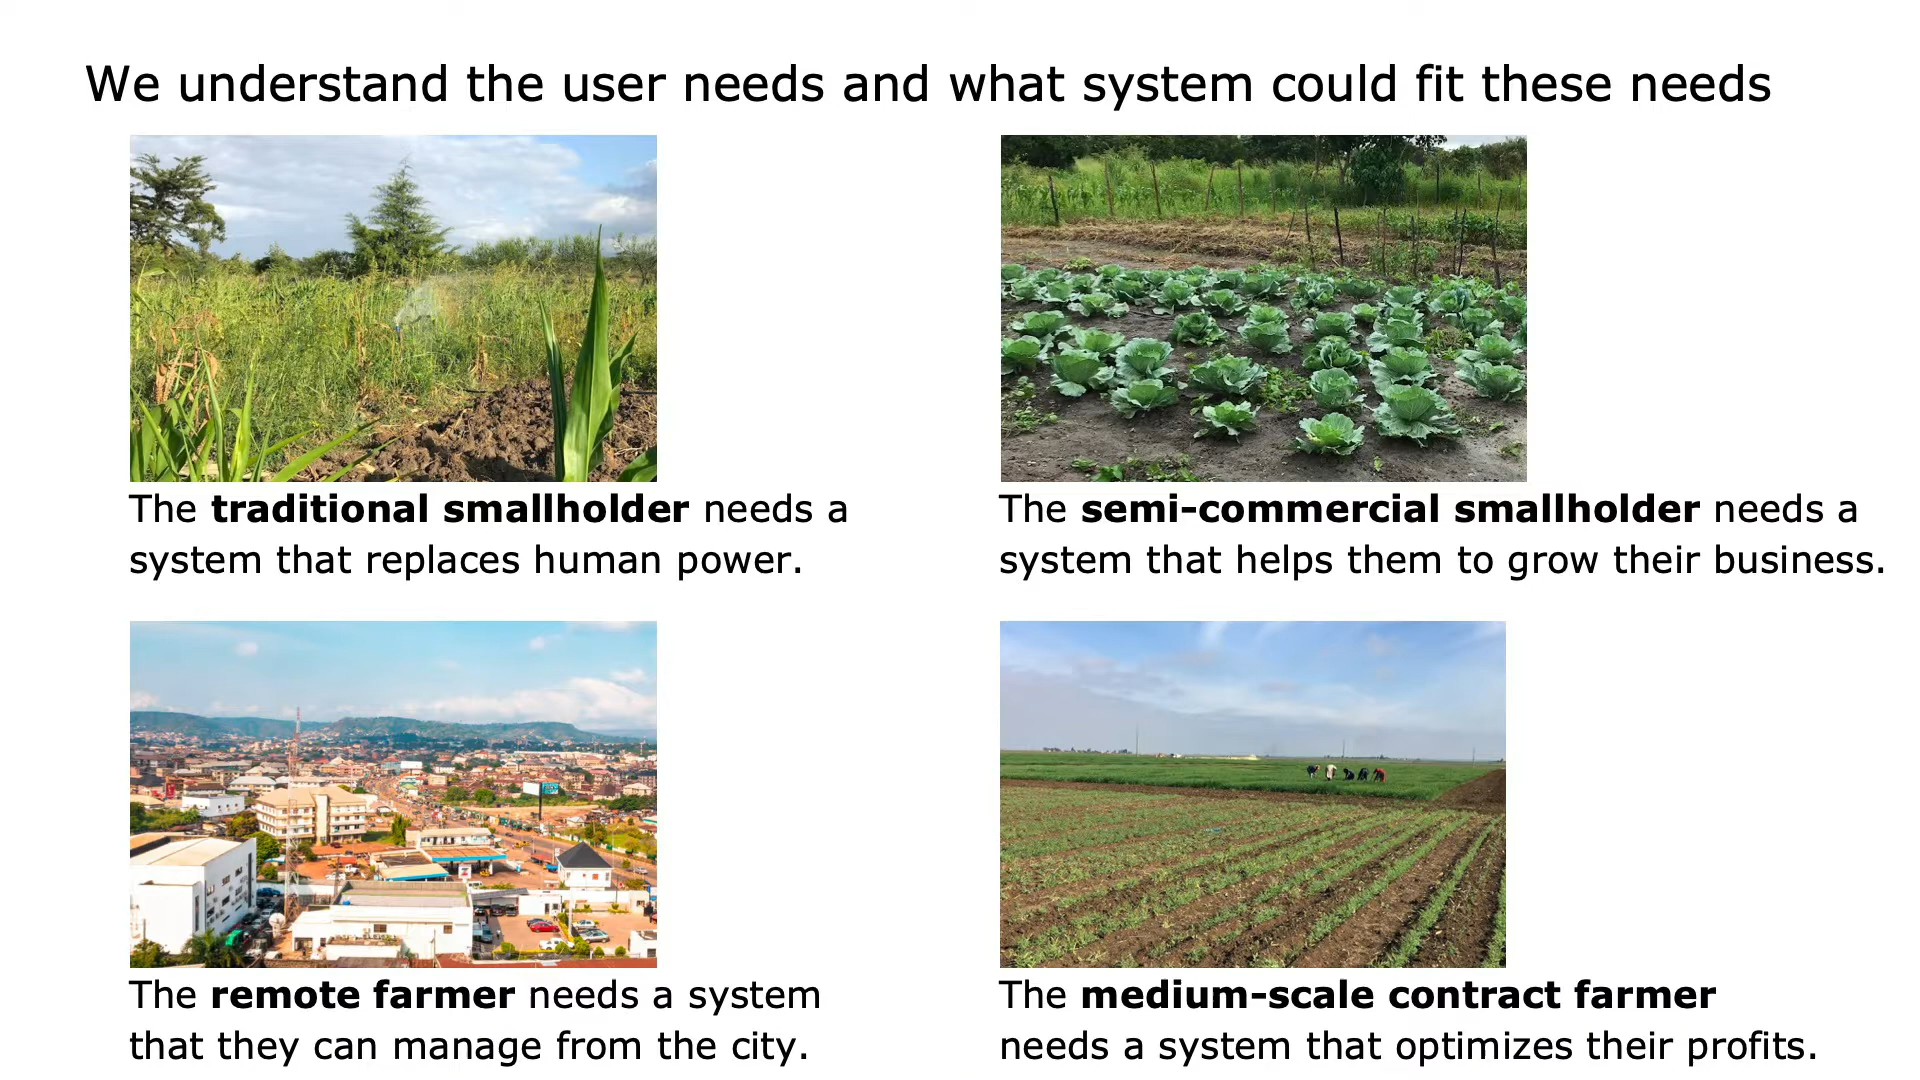 We understand the user needs and what system could fit these needs
The traditional smallholder needs a
system that replaces human power.
The semi-commercial smallholder needs a
system that helps them to grow their business.
The remote farmer needs a system
that they can manage from the city.
The medium-scale contract farmer
needs a system that optimizes their profits.